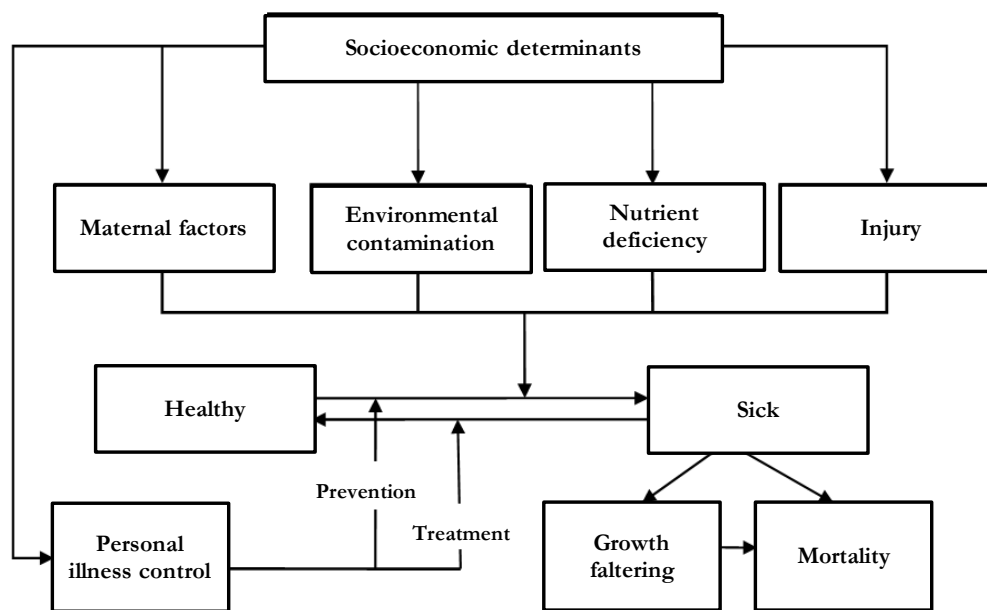 Socioeconomic determinants
Maternal factors
Environmental
contamination
Nutrient
deficiency
Injury
Healthy
Sick
Prevention
Treatment
Personal
illness control
Growth
faltering
Mortality